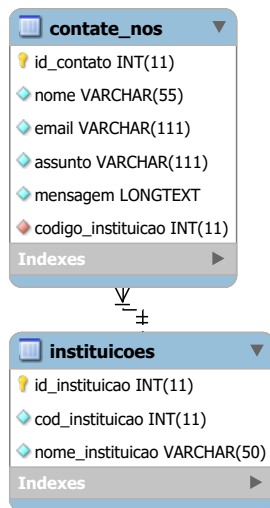 contate_nos
id_contato INT(11)
nome VARCHAR(55)
email VARCHAR(111)
assunto VARCHAR(111)
mensagem LONGTEXT
codigo_instituicao INT(11)
Indexes
instituicoes
id_instituicao INT(11)
cod_instituicao INT(11)
nome_instituicao VARCHAR(50)
Indexes